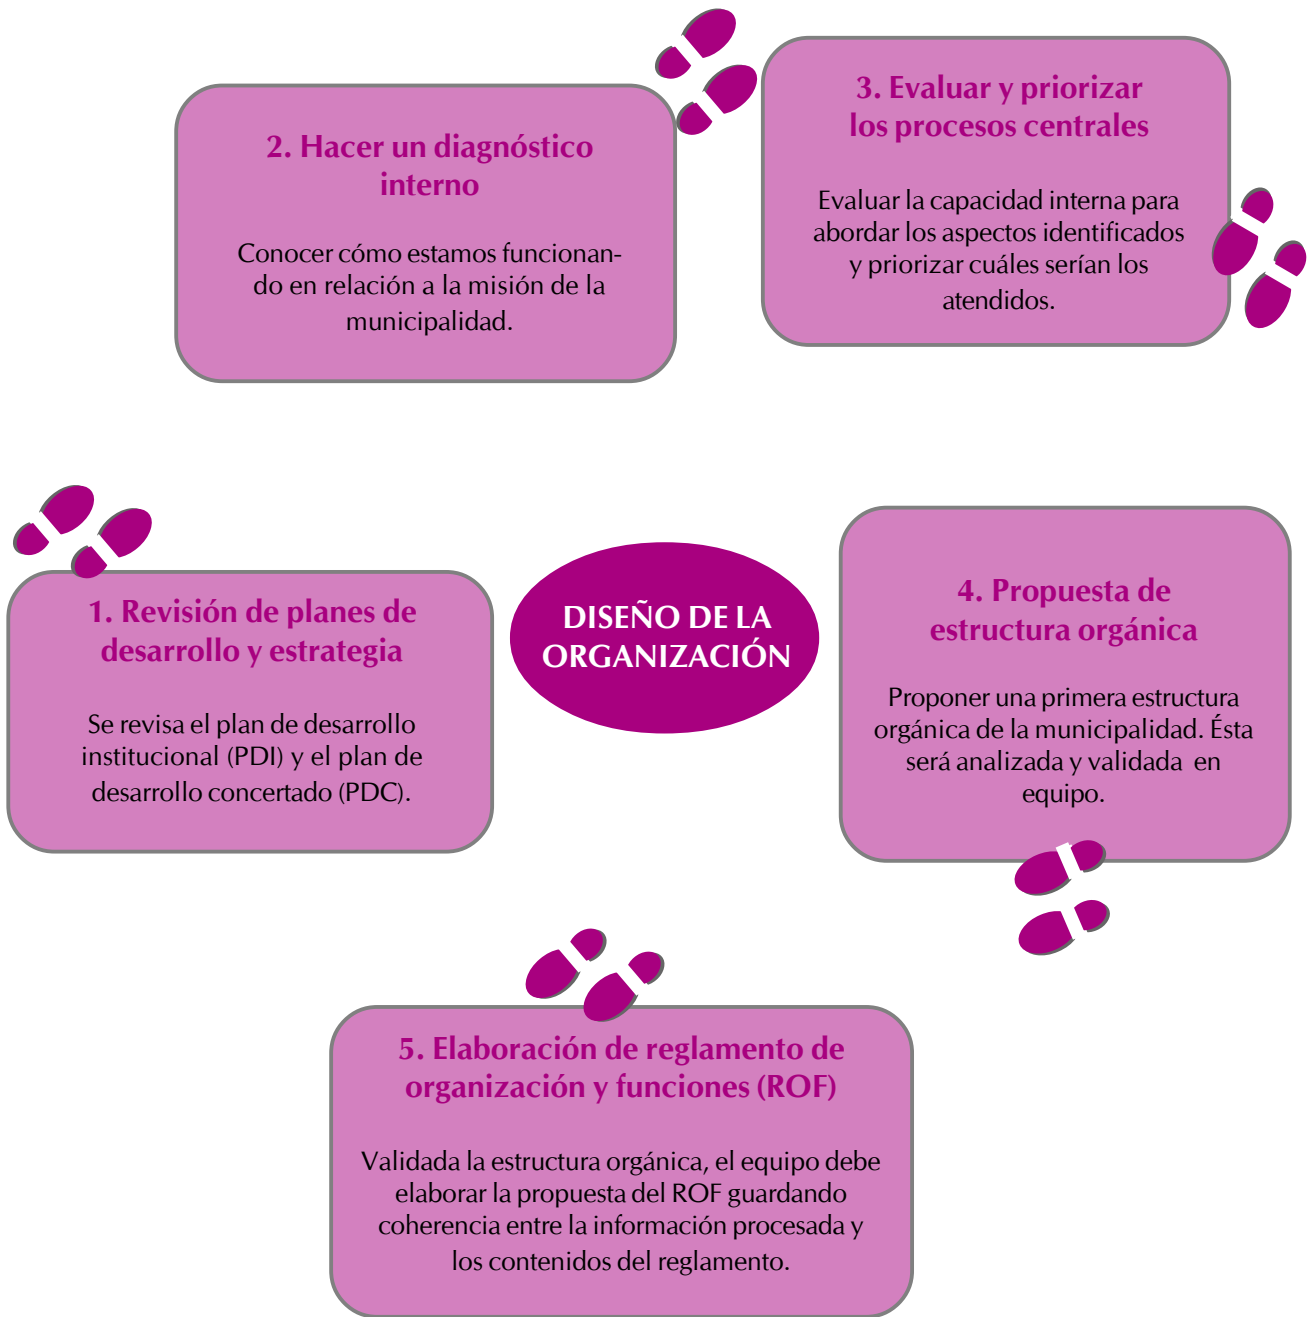 1. Revisión de planes de
desarrollo y estrategia
Se revisa el plan de desarrollo
institucional (PDI) y el plan de
desarrollo concertado (PDC).
2. Hacer un diagnóstico
interno
Conocer cómo estamos funcionan-
do en relación a la misión de la
municipalidad.
3. Evaluar y priorizar
los procesos centrales
Evaluar la capacidad interna para
abordar los aspectos identificados
y priorizar cuáles serían los
atendidos.
DISEÑO DE LA
ORGANIZACIÓN
4. Propuesta de
estructura orgánica
Proponer una primera estructura
orgánica de la municipalidad. Ésta
será analizada y validada en
equipo.
5. Elaboración de reglamento de
organización y funciones (ROF)
Validada la estructura orgánica, el equipo debe
elaborar la propuesta del ROF guardando
coherencia entre la información procesada y
los contenidos del reglamento.